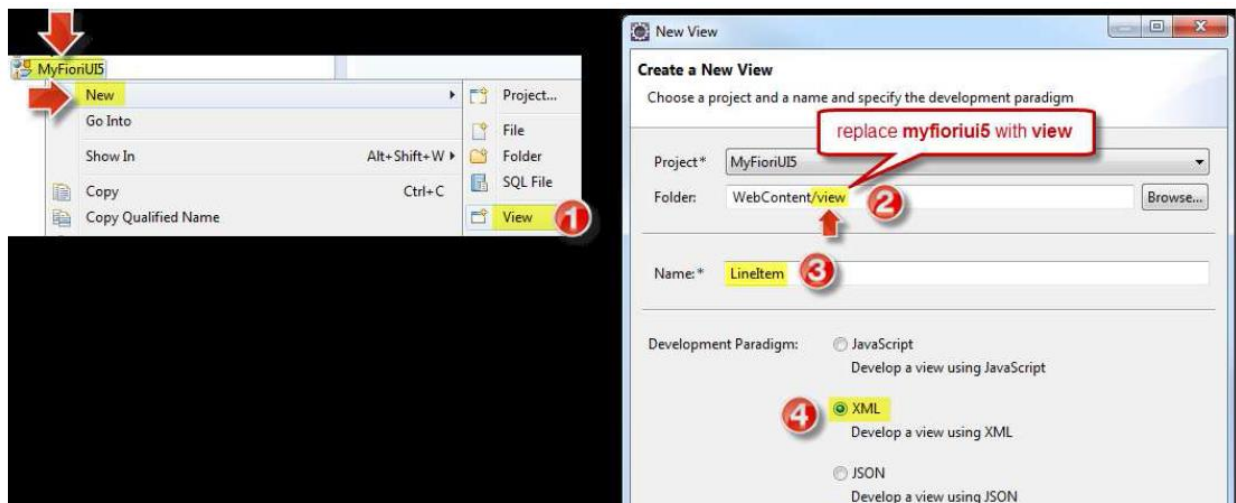 MyFioriUI5
New
Project...
Go Into
File
Show In Alt+Shift+W
Folder
Copy Ctrl+C
SQL File
Copy Qualified Name
View
1
New View
Create a New View
Choose a project and a name and specify the development paradigm
replace myfioriui5 with view
Project* MyFioriUI5
Folder: WebContent/view
2
Browse...
Name:* LineItem
3
Development Paradigm:
JavaScript
Develop a view using JavaScript
4
XML
Develop a view using XML
JSON
Develop a view using JSON